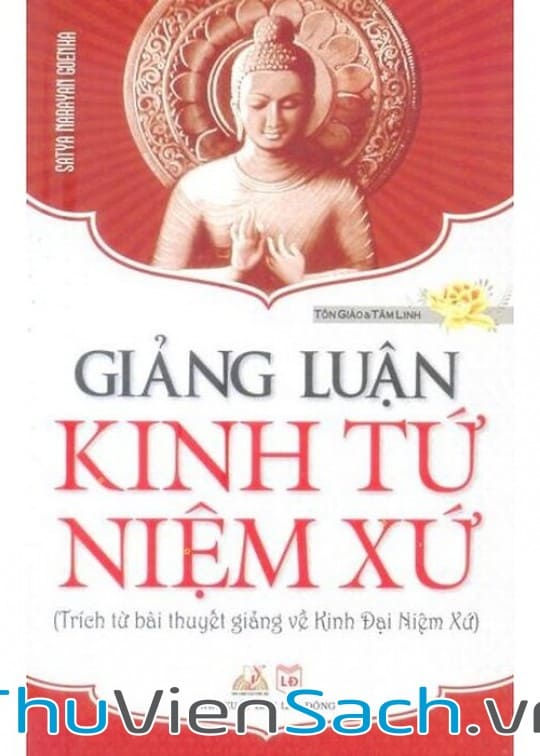 SATYA NARAYAN GOENKA
TÔN GIÁO & TÂM LINH
GIẢNG LUẬN
KINH TỨ
NIỆM XỨ
(Trích từ bài thuyết giảng về Kinh Đại Niệm Xứ)
LĐ
ThuVienSach.vn